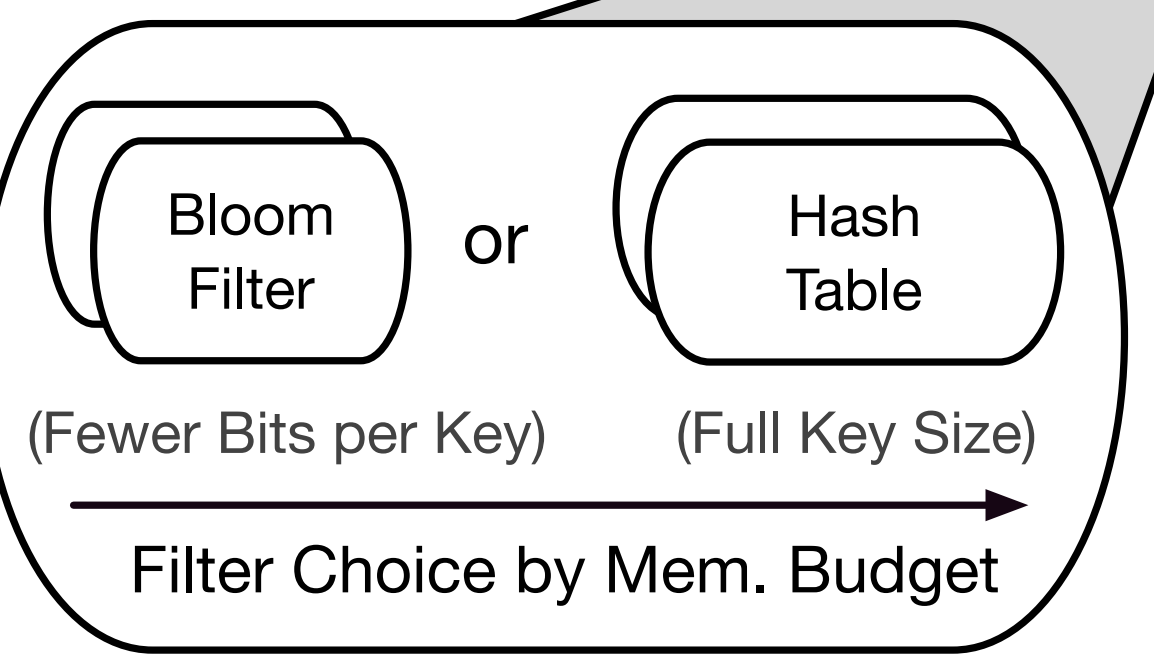 Bloom
Filter
or
Hash
Table
(Fewer Bits per Key)
(Full Key Size)
Filter Choice by Mem. Budget